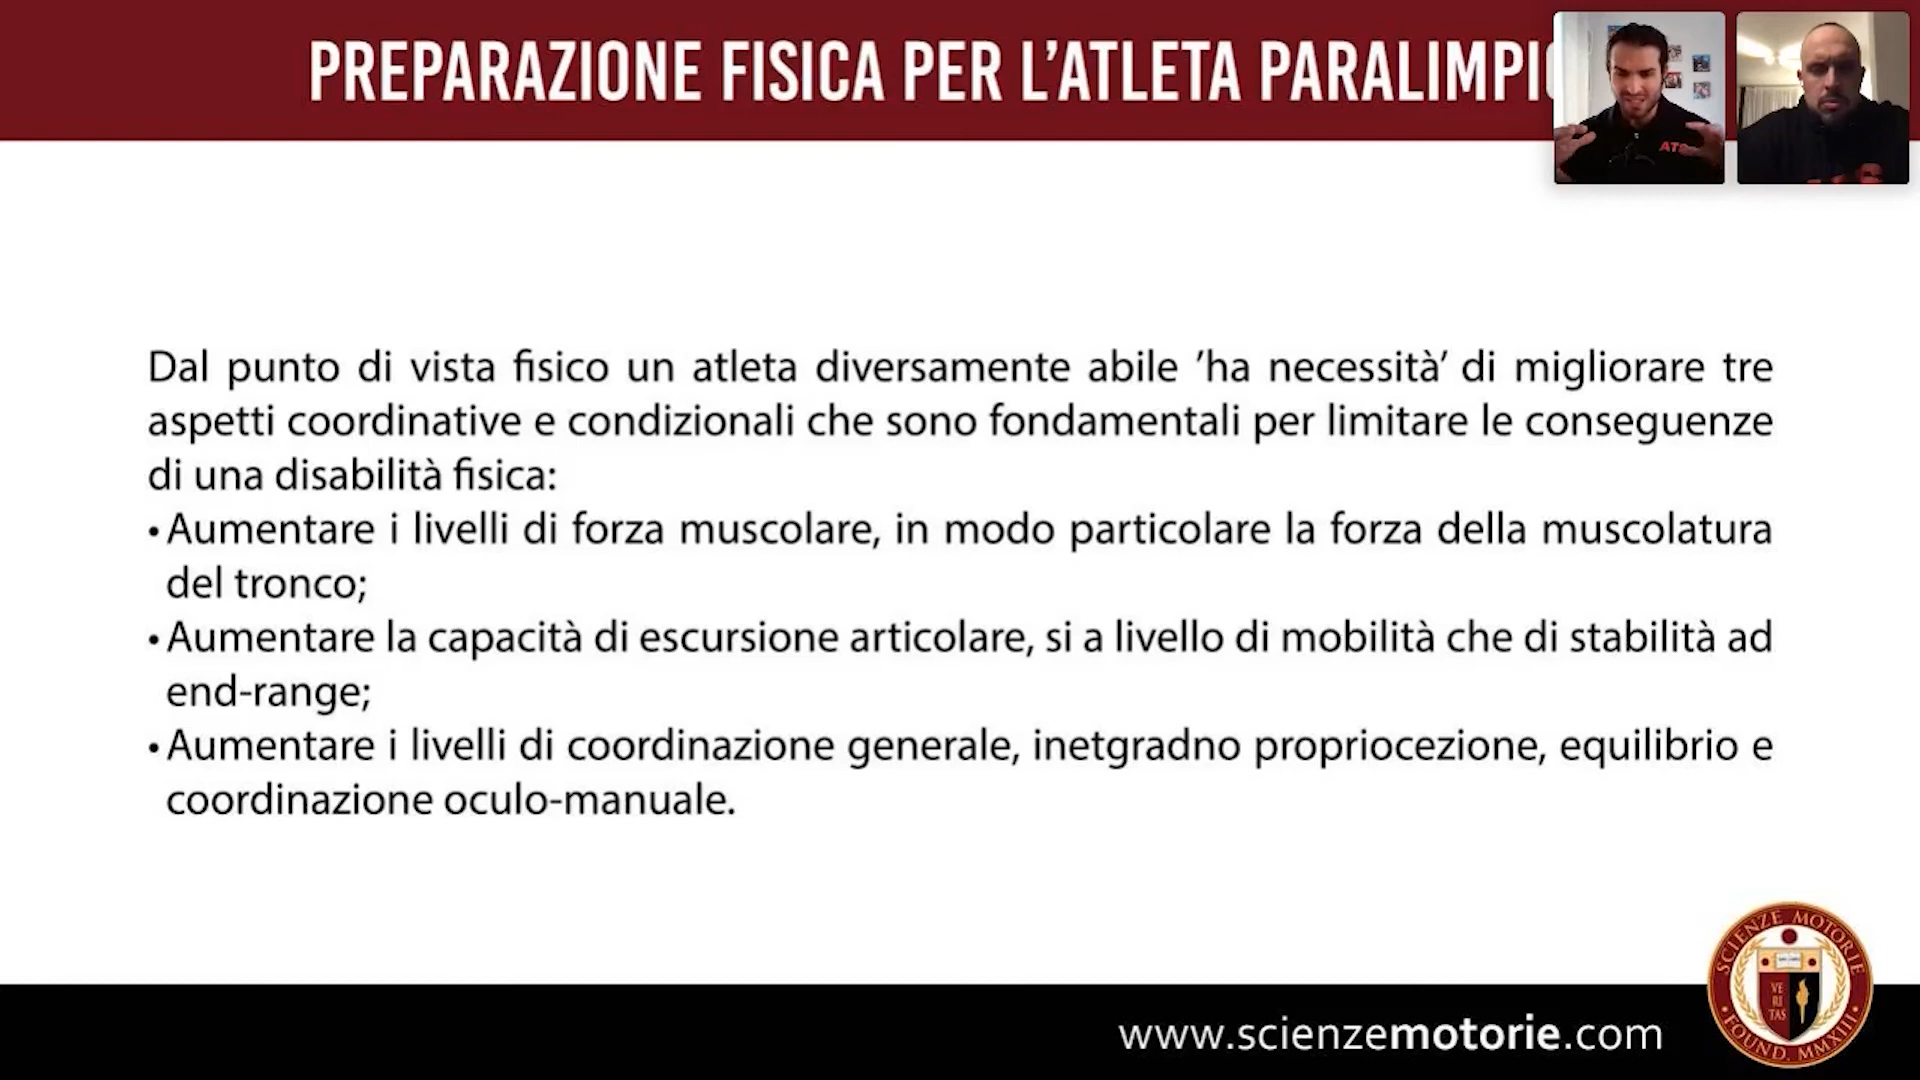 PREPARAZIONE FISICA PER L'ATLETA PARALIMPIC
Dal punto di vista fisico un atleta diversamente abile 'ha necessità' di migliorare tre
aspetti coordinative e condizionali che sono fondamentali per limitare le conseguenze
di una disabilità fisica:
• Aumentare i livelli di forza muscolare, in modo particolare la forza della muscolatura
del tronco;
• Aumentare la capacità di escursione articolare, si a livello di mobilità che di stabilità ad
end-range;
• Aumentare i livelli di coordinazione generale, inetgradno propriocezione, equilibrio e
coordinazione oculo-manuale.
SCIENZE MOTORIE
VE
RI
TAS
• FOUND. MMXIII •
www.scienzemotorie.com